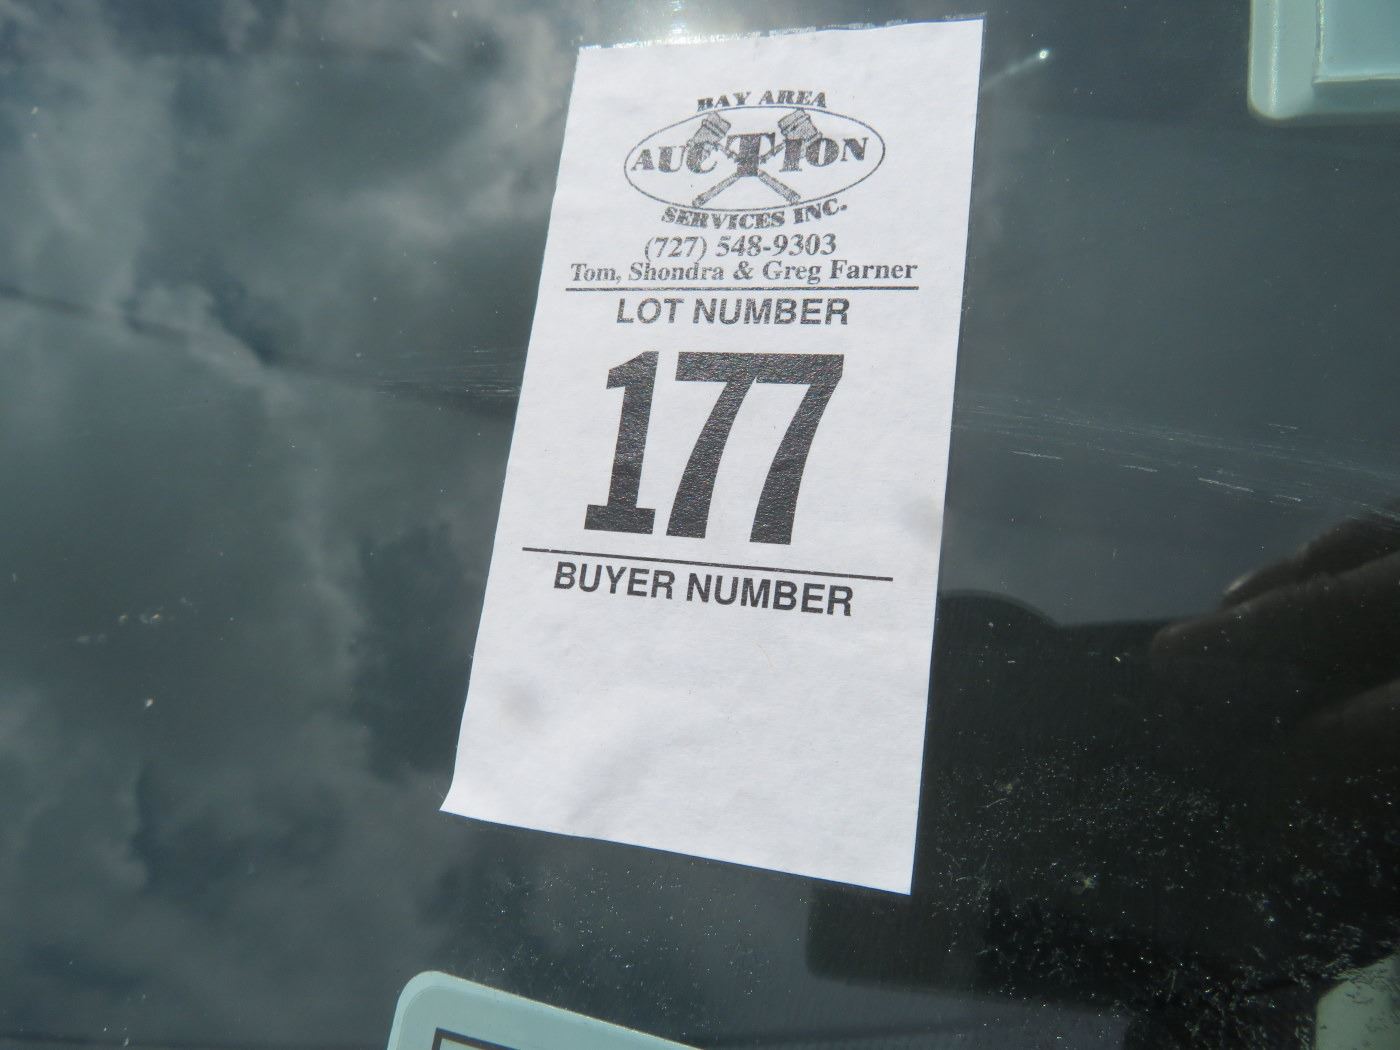 BAY AREA
AUCTION
SERVICES INC.
(727) 548-9303
Tom, Shondra & Greg Farner
LOT NUMBER
177
BUYER NUMBER